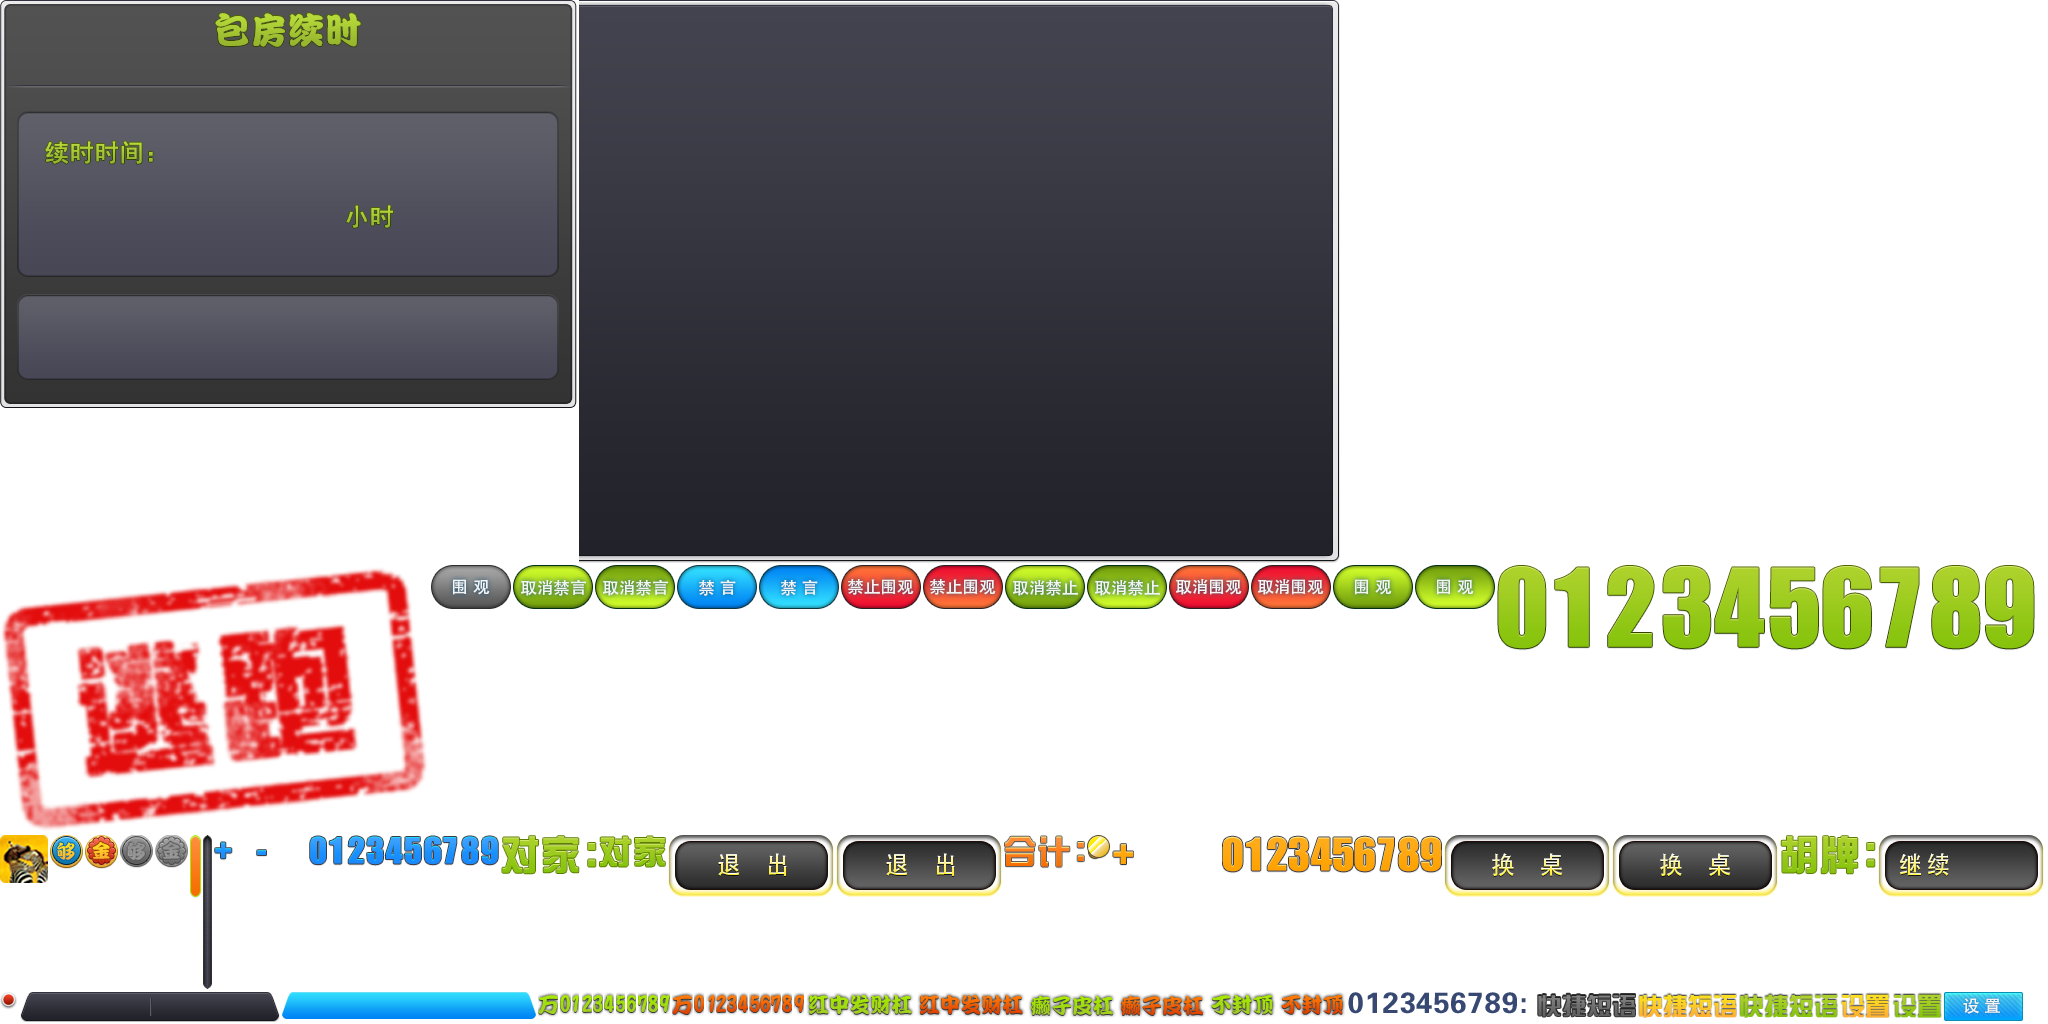 包房续时
续时时间：
小时
围 观
取消禁言
取消禁言
禁 言
禁 言
禁止围观
禁止围观
取消禁止
取消禁止
取消围观
取消围观
围 观
围 观
0123456789
逃跑
够 金 够 金
+ -
0123456789
对家:对家
退 出
退 出
合计:
+
0123456789
换 桌
换 桌
胡牌:
继续
万0123456789万0123456789
红中发财杠 红中发财杠
癞子皮杠 癞子皮杠
不封顶 不封顶
0123456789:
快捷短语快捷短语快捷短语设置设置
设 置